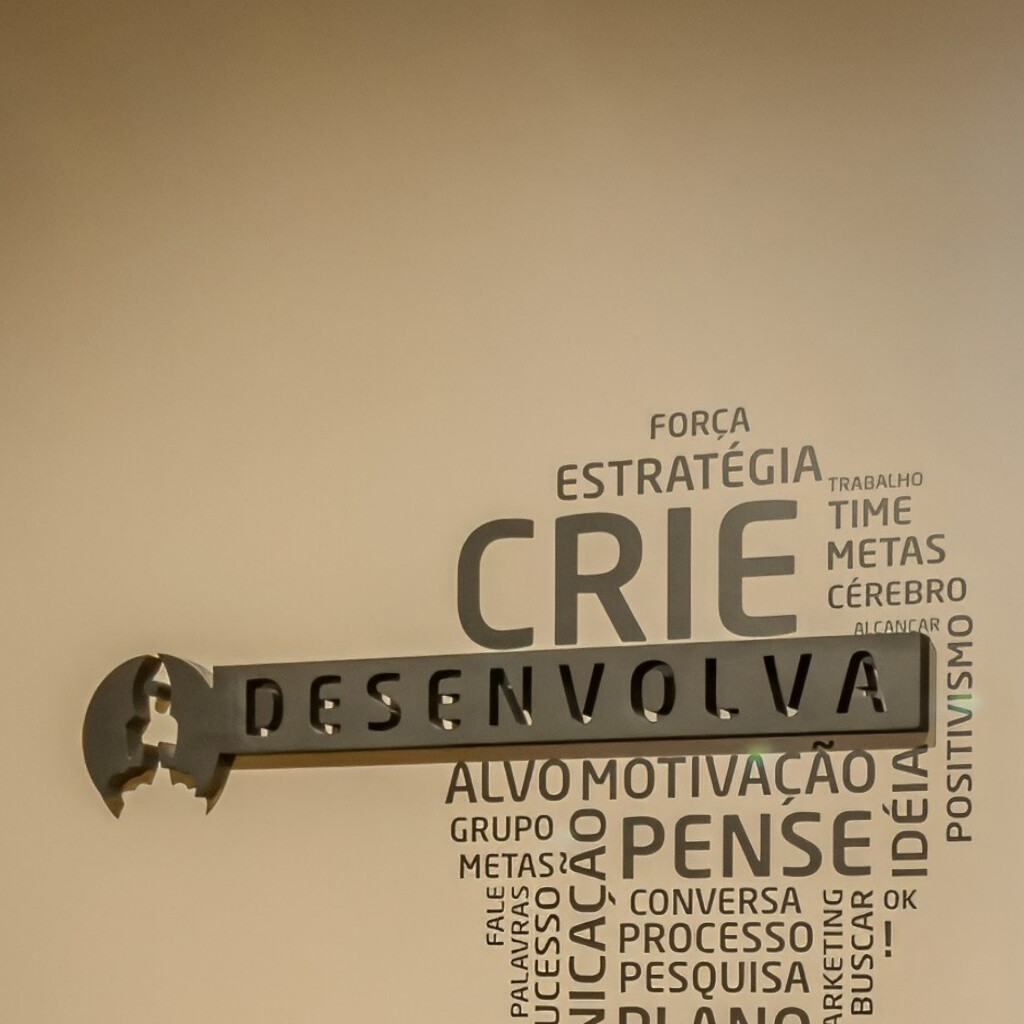 FORÇA
ESTRATÉGIA
TRABALHO
CRIE
TIME
METAS
CÉREBRO
ALCANÇAR
POSITIVISMO
DESENVOLVA
ALVO
MOTIVAÇÃO
IDÉIA
GRUPO
PENSE
METAS
CONVERSA
OK
!
FALE
PALAVRAS
PROCESSO
BUSCAR
PESQUISA
PLANO